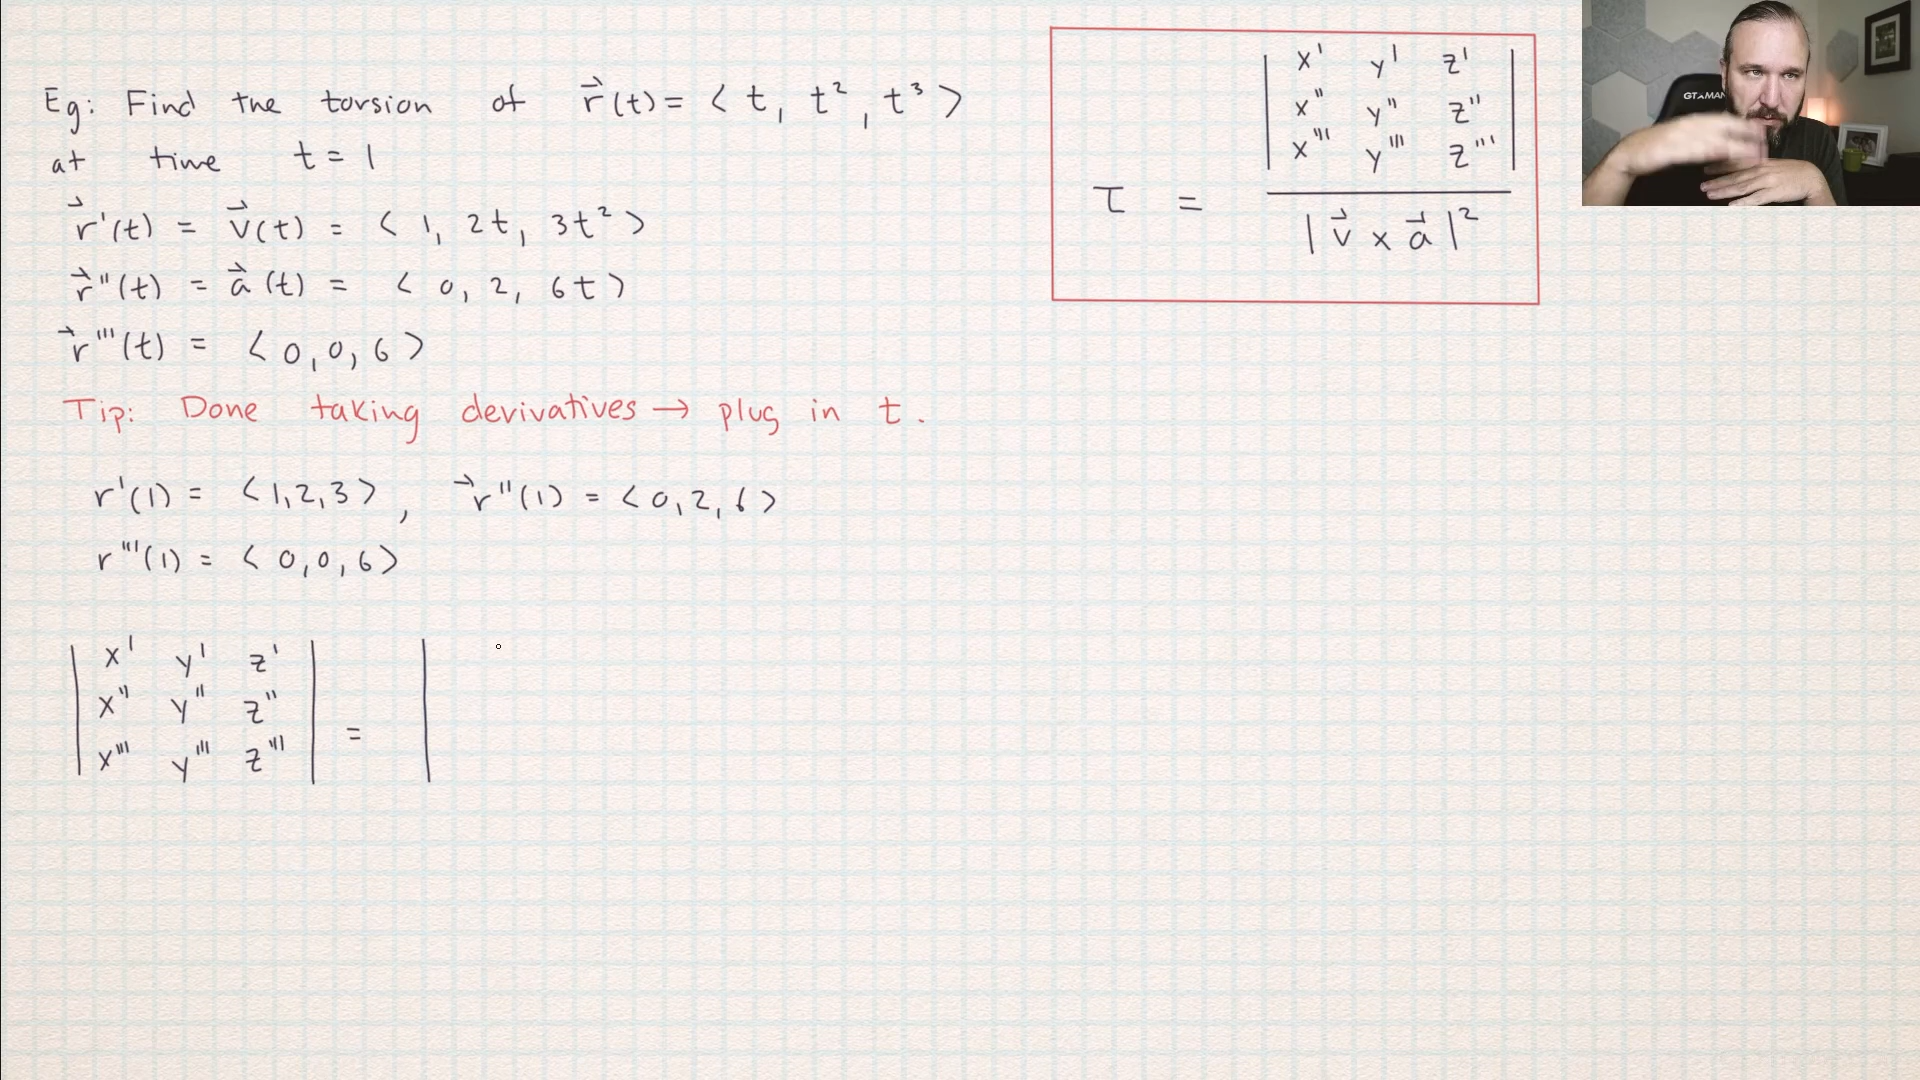 Eg: Find the torsion of r⃗(t) = ⟨ t, t², t³ ⟩
at time t = 1
r⃗'(t) = v⃗(t) = ⟨ 1, 2t, 3t² ⟩
r⃗''(t) = a⃗(t) = ⟨ 0, 2, 6t ⟩
r⃗'''(t) = ⟨ 0, 0, 6 ⟩
Tip: Done taking derivatives → plug in t.
r'(1) = ⟨1,2,3⟩, r⃗''(1) = ⟨ 0,2,6 ⟩
r'''(1) = ⟨ 0,0,6⟩
| x' y' z' |
| x'' y'' z'' |
| x''' y''' z''' | = |
| x' y' z' |
| x'' y'' z'' |
| x''' y''' z''' |
τ =
| v⃗ × a⃗ |²
GTAMAN